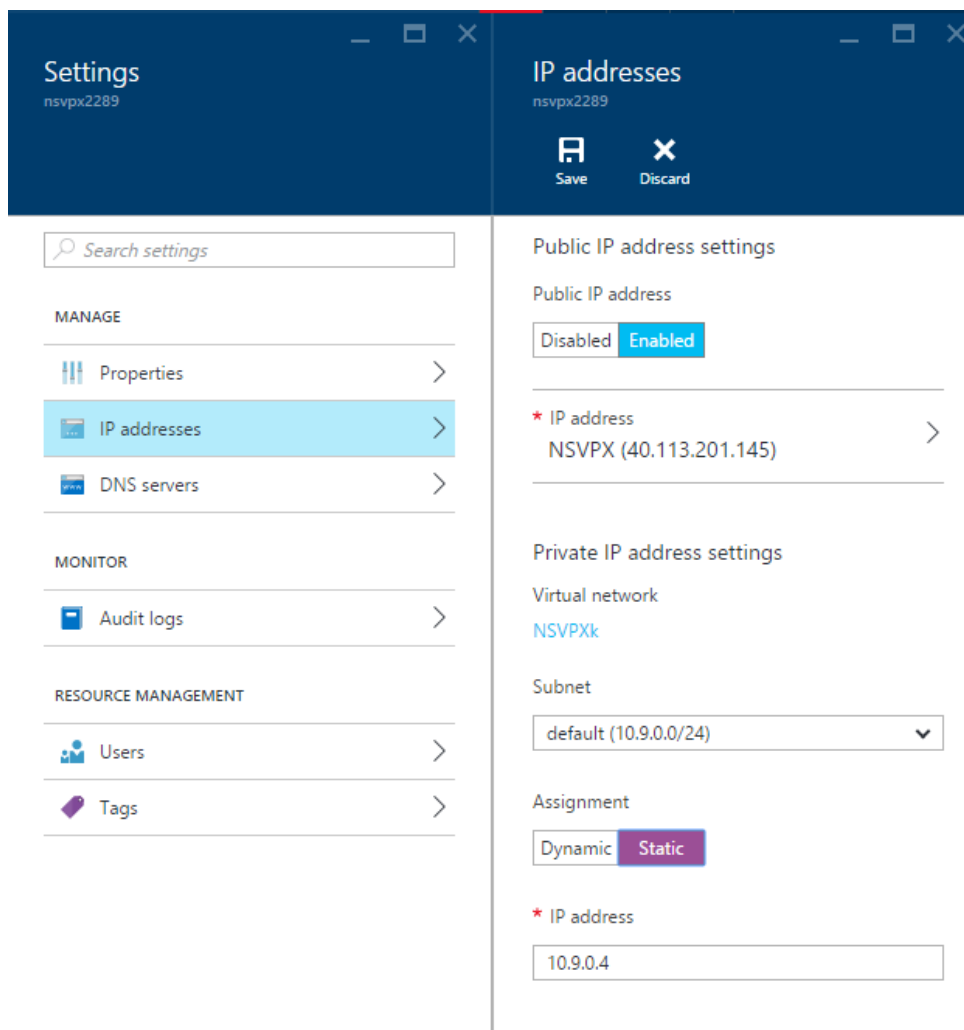 Settings
nsvpx2289
Search settings
MANAGE
Properties
IP addresses
DNS servers
MONITOR
Audit logs
RESOURCE MANAGEMENT
Users
Tags
IP addresses
nsvpx2289
Save Discard
Public IP address settings
Public IP address
Disabled Enabled
* IP address
NSVPX (40.113.201.145)
Private IP address settings
Virtual network
NSVPXk
Subnet
default (10.9.0.0/24)
Assignment
Dynamic Static
* IP address
10.9.0.4